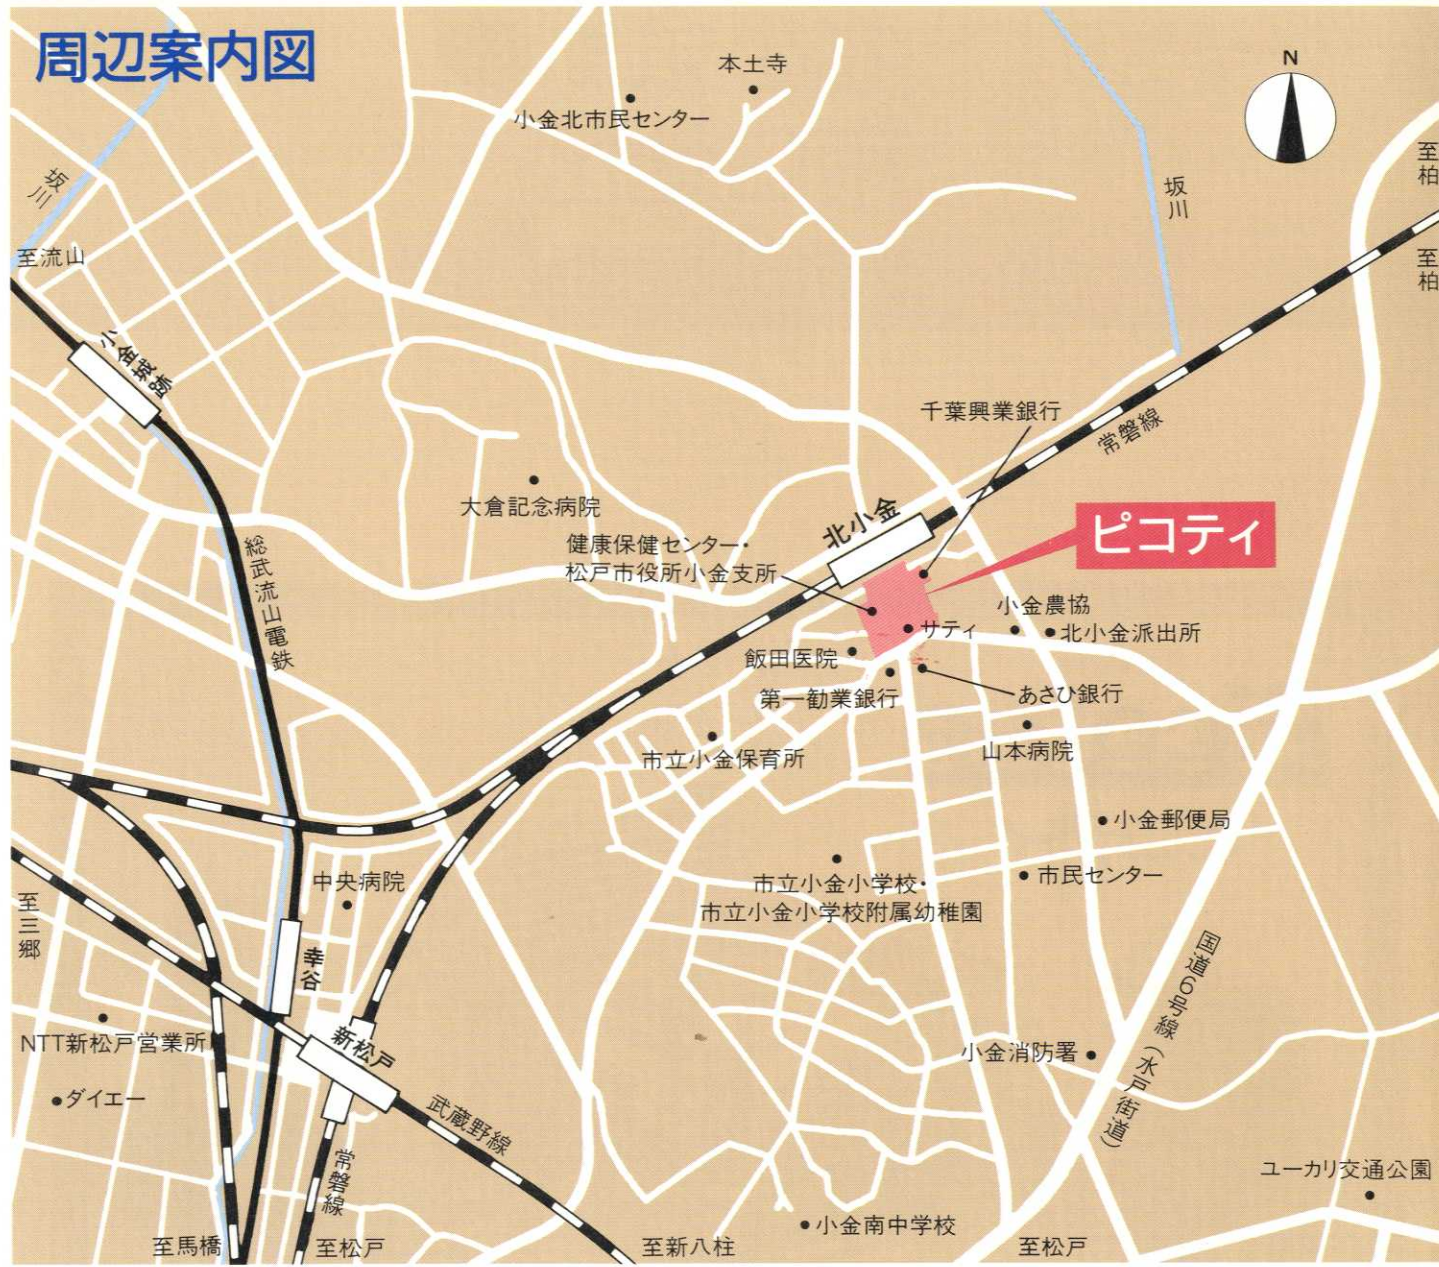 周辺案内図
本土寺
小金北市民センター
N
至柏
坂川
坂川
至流山
至柏
小金城跡
千葉興業銀行
常磐線
大倉記念病院
北小金
ピコティ
健康保健センター・
松戸市役所小金支所
総武流山電鉄
小金農協
サティ
北小金派出所
飯田医院
第一勧業銀行
あさひ銀行
市立小金保育所
山本病院
小金郵便局
中央病院
市立小金小学校・
市立小金小学校附属幼稚園
市民センター
至三郷
幸谷
国道6号線（水戸街道）
NTT新松戸営業所
新松戸
小金消防署
ダイエー
武蔵野線
常磐線
ユーカリ交通公園
小金南中学校
至馬橋
至松戸
至新八柱
至松戸